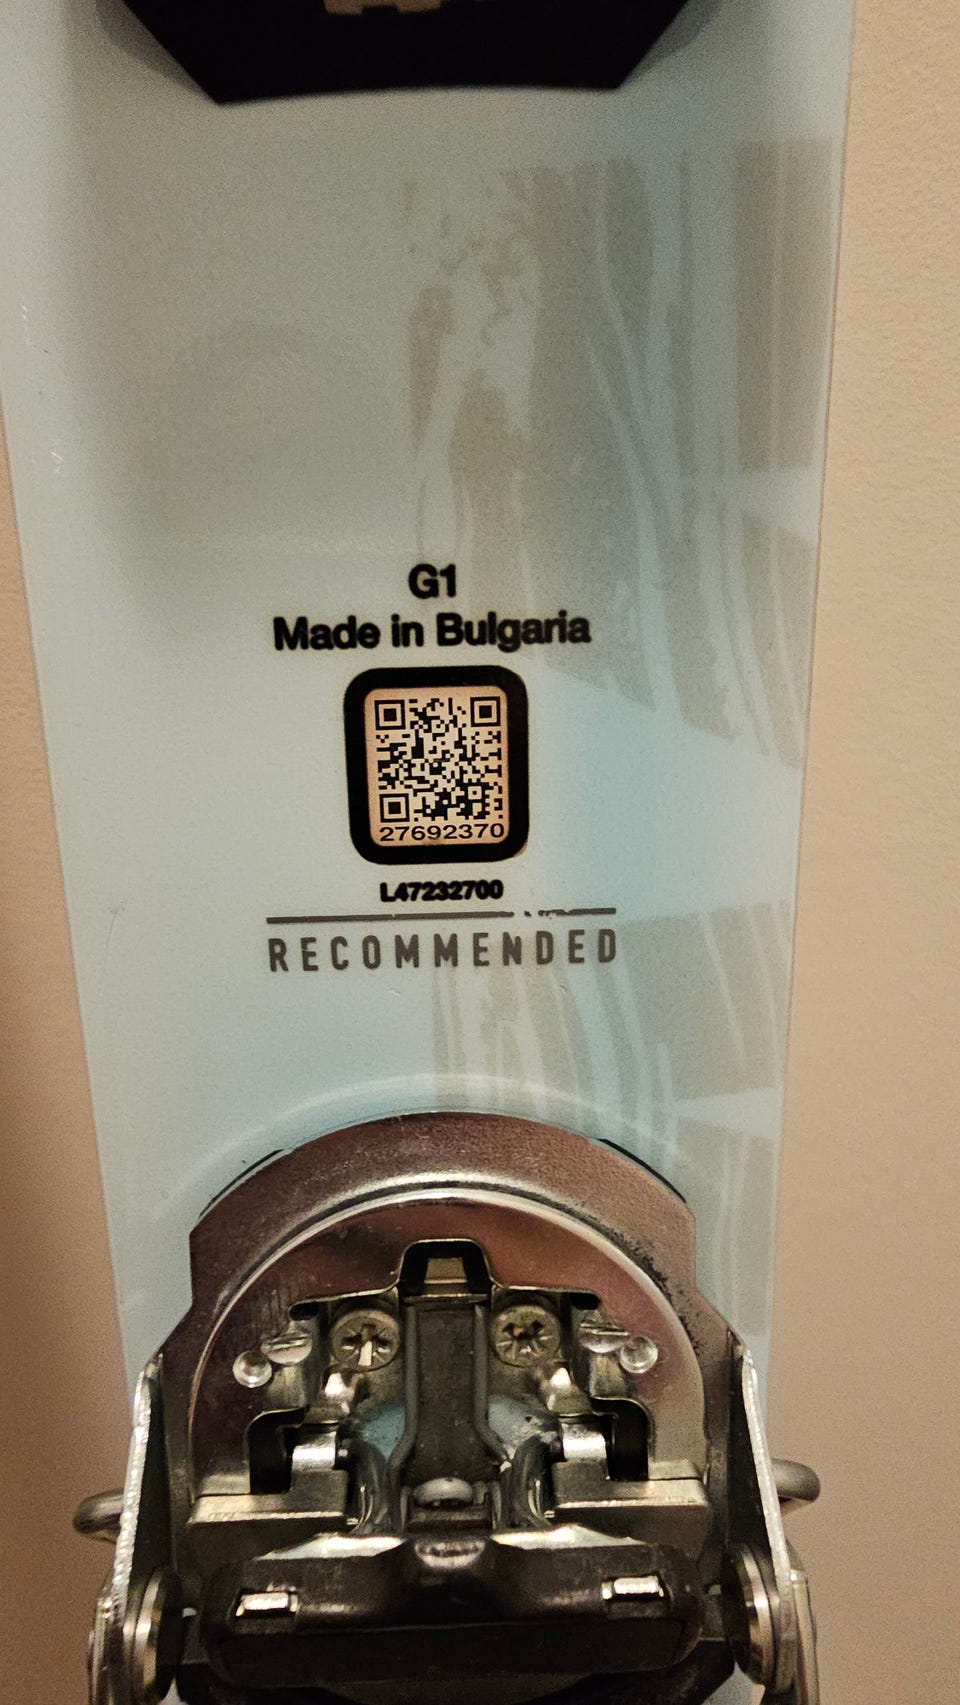 G1
Made in Bulgaria
27692370
L47232700
RECOMMENDED